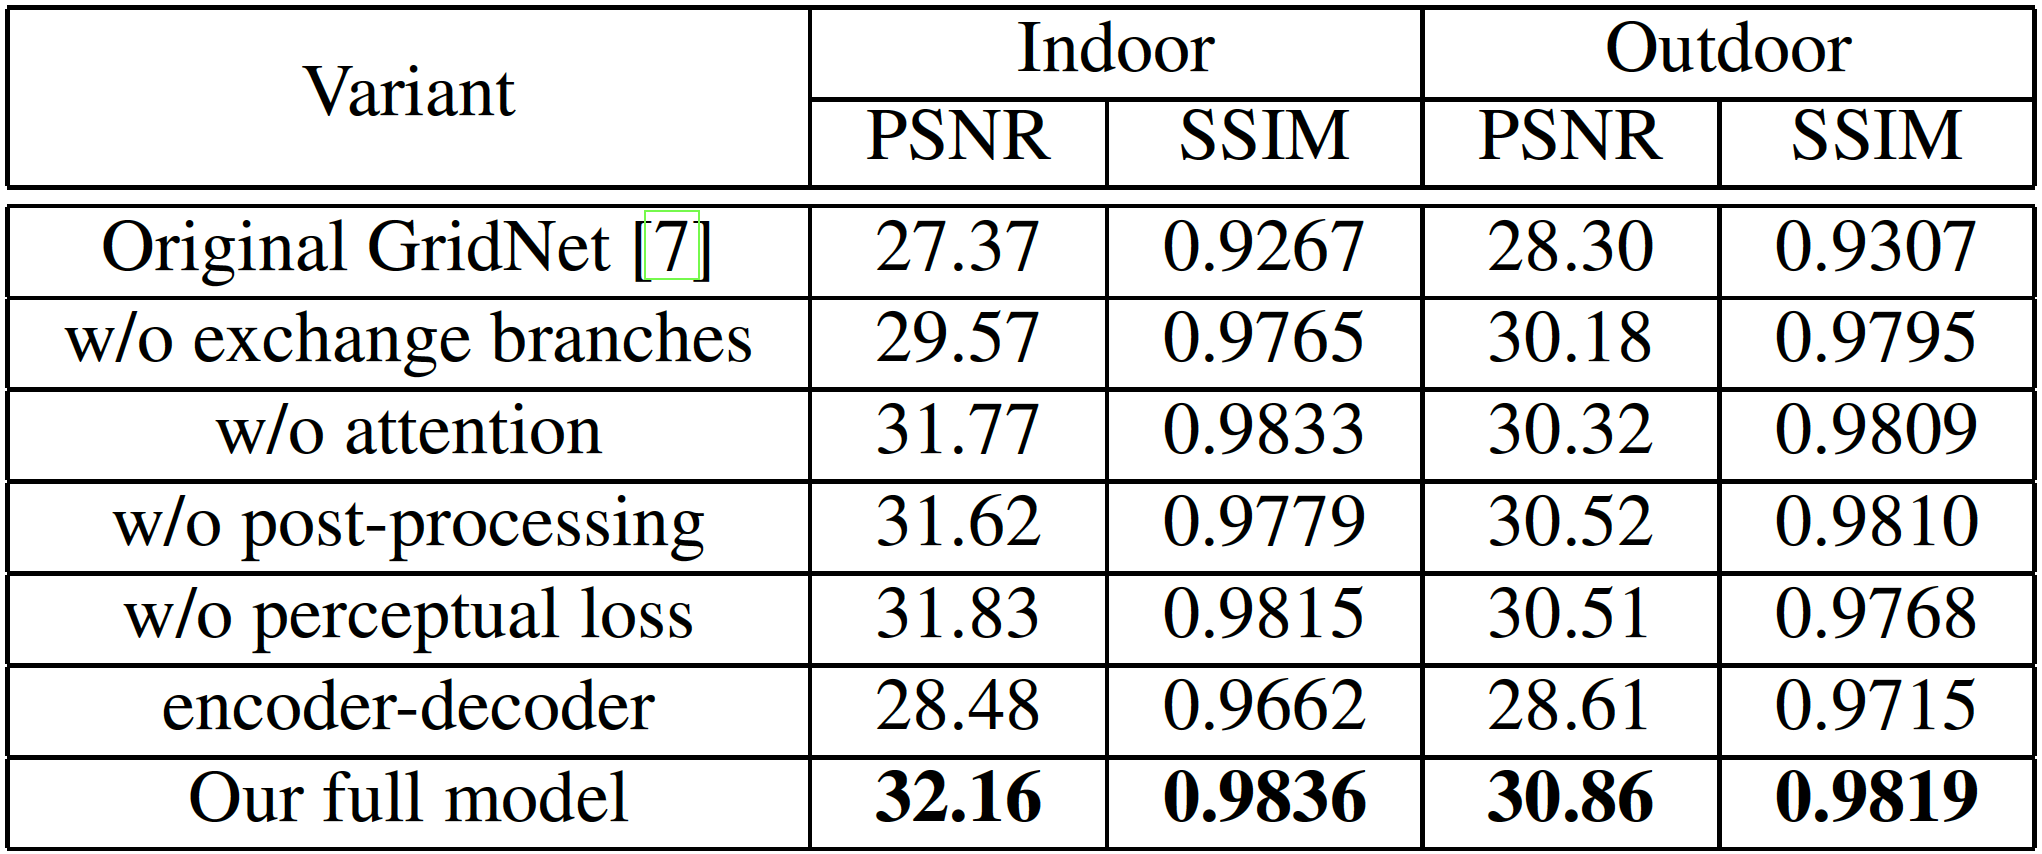 Variant Indoor Outdoor
PSNR SSIM PSNR SSIM
Original GridNet [7] 27.37 0.9267 28.30 0.9307
w/o exchange branches 29.57 0.9765 30.18 0.9795
w/o attention 31.77 0.9833 30.32 0.9809
w/o post-processing 31.62 0.9779 30.52 0.9810
w/o perceptual loss 31.83 0.9815 30.51 0.9768
encoder-decoder 28.48 0.9662 28.61 0.9715
Our full model 32.16 0.9836 30.86 0.9819